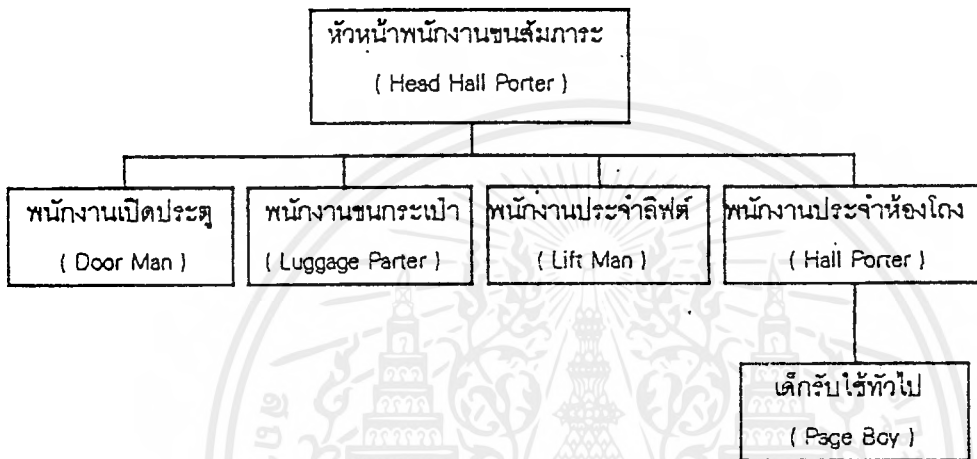 หัวหน้าพนักงานขนสัมภาระ
( Head Hall Porter )
พนักงานเปิดประตู
( Door Man )
พนักงานขนกระเป๋า
( Luggage Parter )
พนักงานประจำลิฟต์
( Lift Man )
พนักงานประจำห้องโถง
( Hall Porter )
เด็กรับใช้ทั่วไป
( Page Boy )